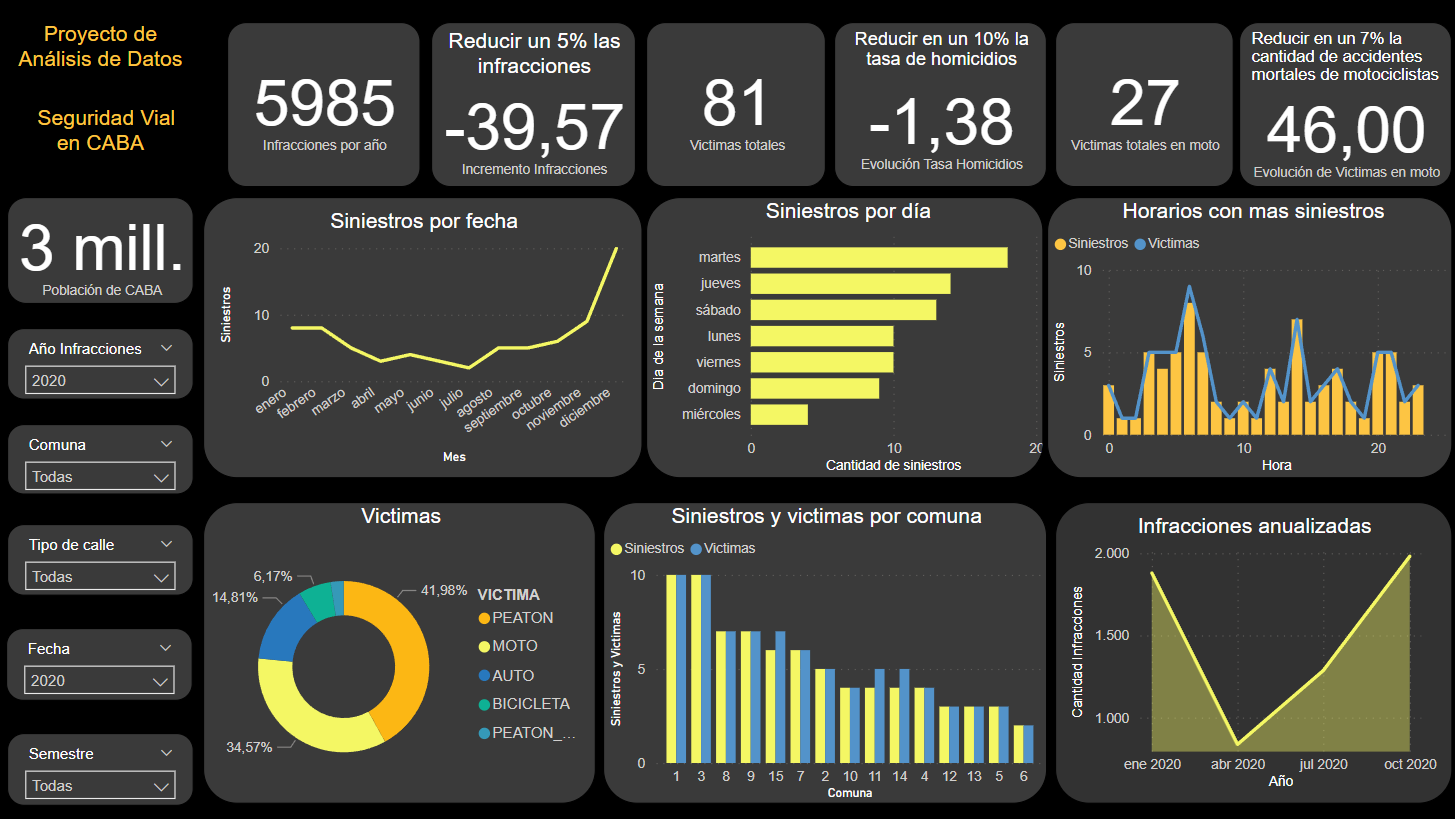 Proyecto de
Análisis de Datos
Seguridad Vial
en CABA
5985
Infracciones por año
Reducir un 5% las
infracciones
-39,57
Incremento Infracciones
81
Victimas totales
Reducir en un 10% la
tasa de homicidios
-1,38
Evolución Tasa Homicidios
27
Victimas totales en moto
Reducir en un 7% la
cantidad de accidentes
mortales de motociclistas
46,00
Evolución de Victimas en moto
3 mill.
Población de CABA
Año Infracciones
2020
Comuna
Todas
Tipo de calle
Todas
Fecha
2020
Semestre
Todas
Siniestros por fecha
Siniestros
20
10
0
enero
febrero
marzo
abril
mayo
junio
julio
agosto
septiembre
octubre
noviembre
diciembre
Mes
Siniestros por día
Dia de la semana
martes
jueves
sábado
lunes
viernes
domingo
miércoles
0 10 20
Cantidad de siniestros
Horarios con mas siniestros
Siniestros Victimas
Siniestros
10
5
0
0 10 20
Hora
Victimas
6,17%
14,81%
41,98%
34,57%
VICTIMA
PEATON
MOTO
AUTO
BICICLETA
PEATON_...
Siniestros y victimas por comuna
Siniestros Victimas
Siniestros y Victimas
10
5
0
1 3 8 9 15 7 2 10 11 14 4 12 13 5 6
Comuna
Infracciones anualizadas
Cantidad Infracciones
2.000
1.500
1.000
ene 2020 abr 2020 jul 2020 oct 2020
Año